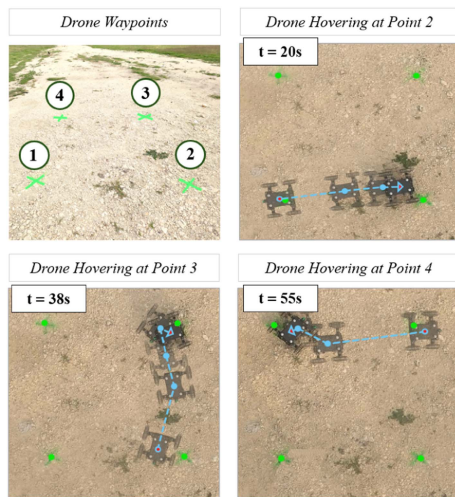 Drone Waypoints
4
3
1
2
Drone Hovering at Point 2
t = 20s
Drone Hovering at Point 3
t = 38s
Drone Hovering at Point 4
t = 55s